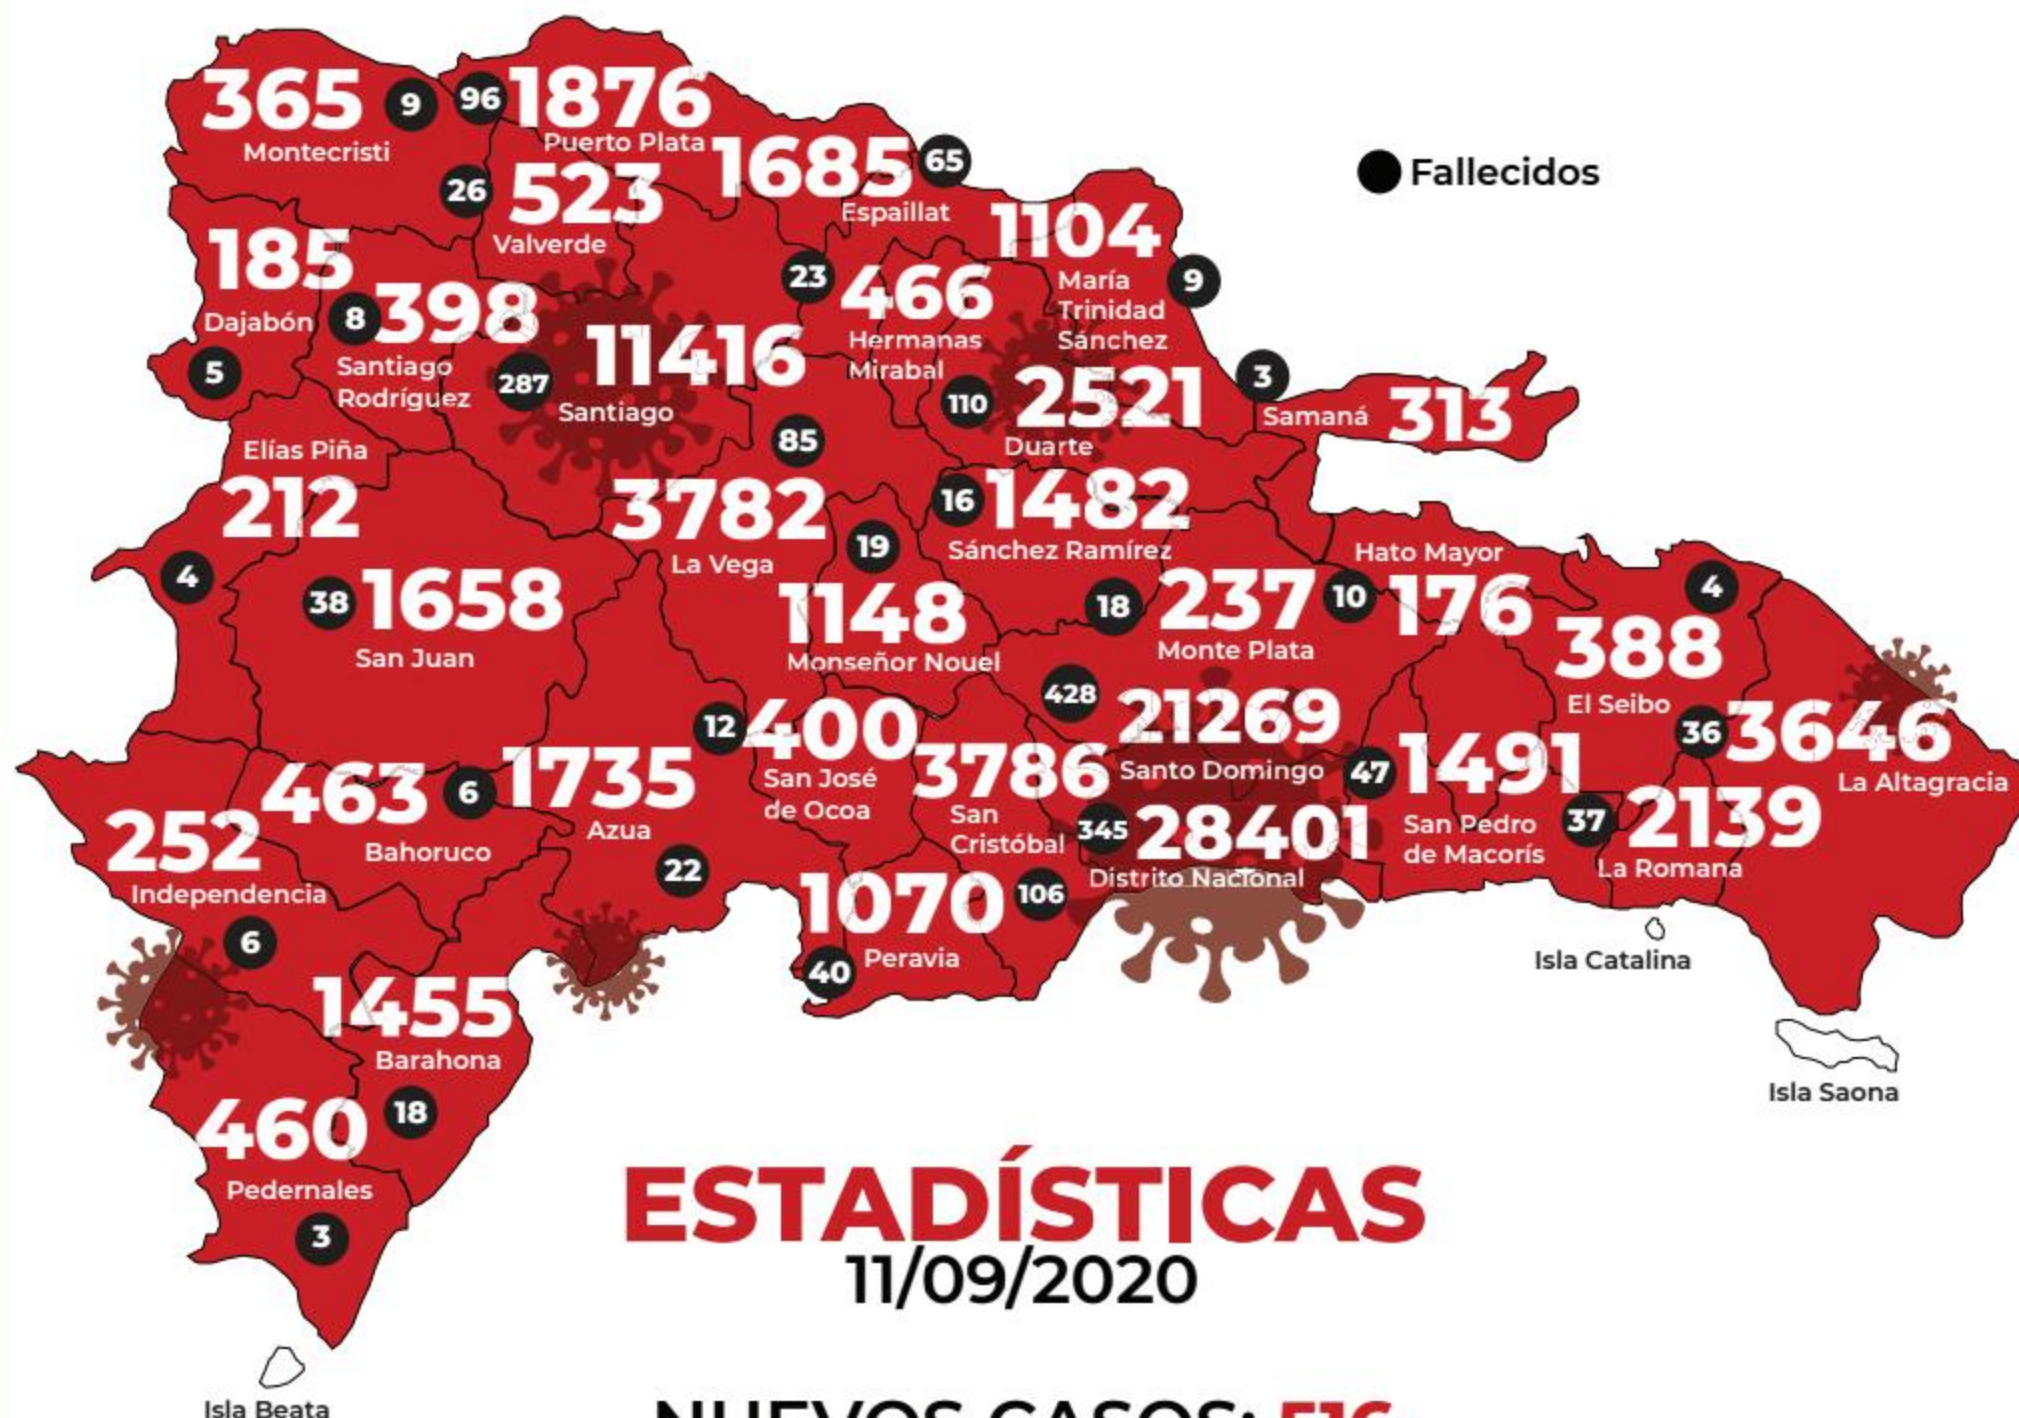 365
9
Montecristi
96
1876
Puerto Plata
1685
65
Espaillat
Fallecidos
26
523
Valverde
1104
María
Trinidad
Sánchez
9
185
Dajabón
5
8
398
Santiago
Rodríguez
287
11416
Santiago
23
466
Hermanas
Mirabal
110
2521
Duarte
3
Samaná
313
Elías Piña
212
4
85
3782
La Vega
16
1482
Sánchez Ramírez
19
1148
Monseñor Nouel
38
1658
San Juan
18
237
Monte Plata
Hato Mayor
10
176
4
388
El Seibo
428
21269
Santo Domingo
36
3646
La Altagracia
12
400
San José
de Ocoa
3786
San
Cristóbal
106
345
28401
Distrito Nacional
47
1491
San Pedro
de Macorís
37
2139
La Romana
463
6
Bahoruco
1735
Azua
22
252
Independencia
6
1070
Peravia
40
Isla Catalina
1455
Barahona
18
Isla Saona
460
Pedernales
3
ESTADÍSTICAS
11/09/2020
Isla Beata
NUEVOS CASOS: 516